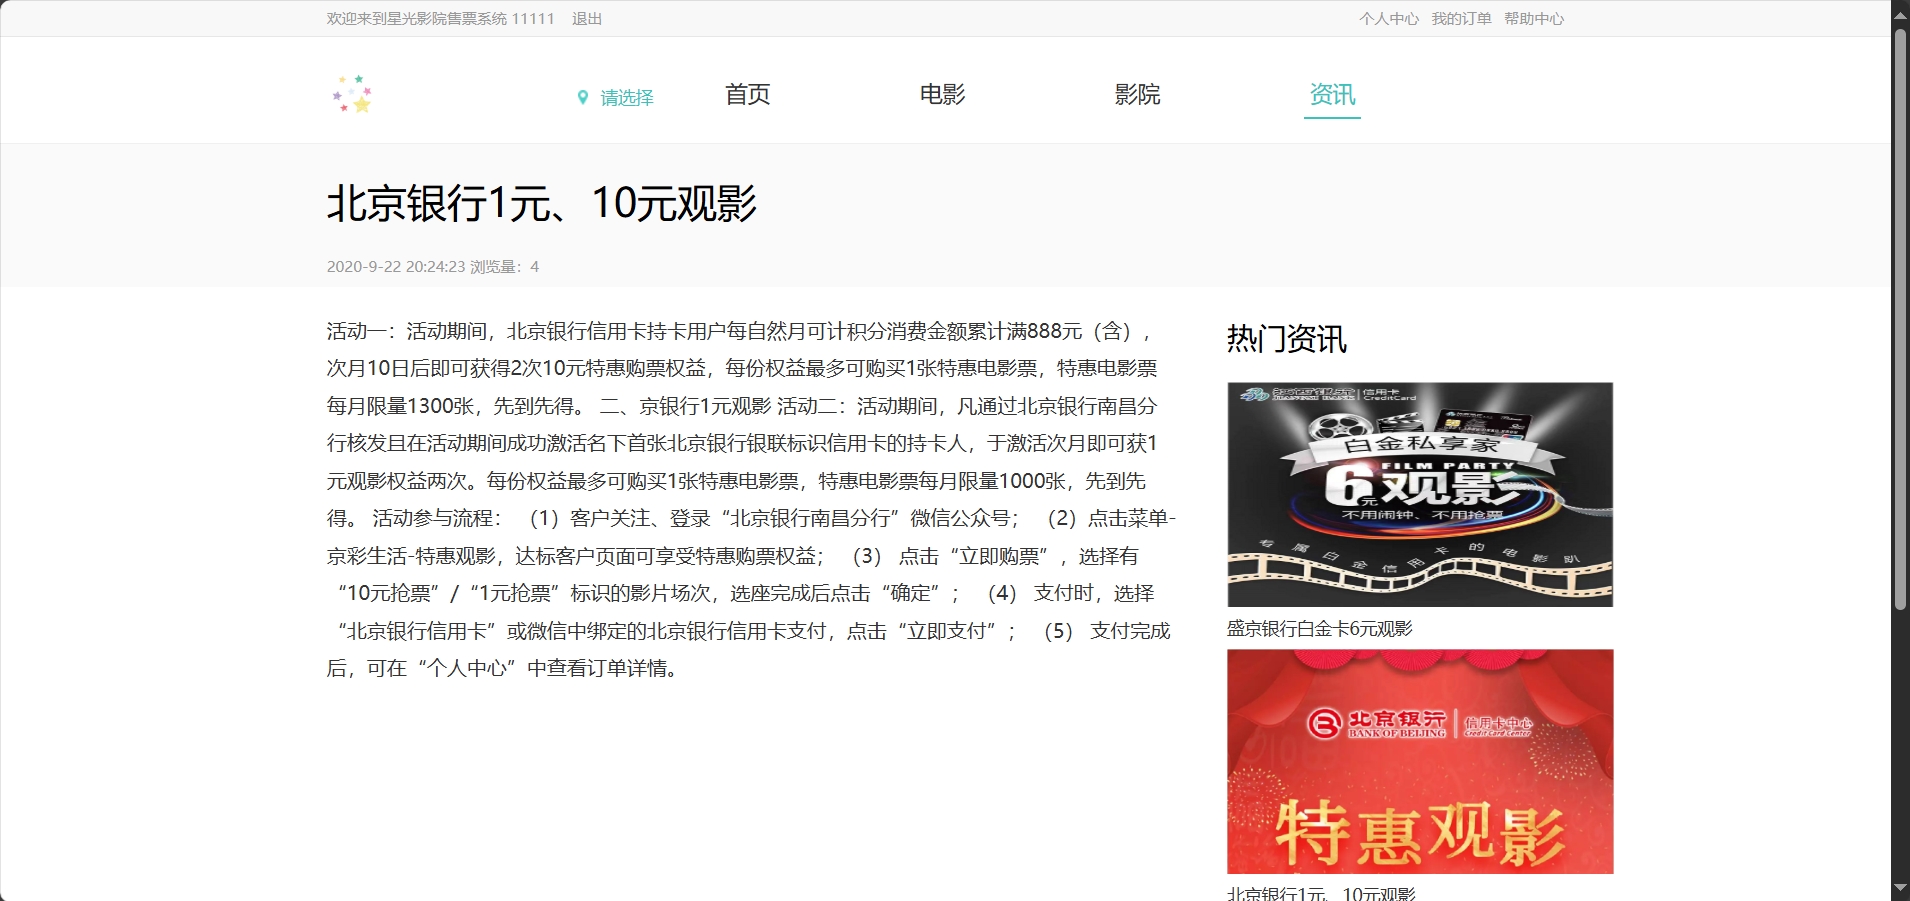 欢迎来到星光影院售票系统 11111 退出
个人中心 我的订单 帮助中心
请选择 首页 电影 影院 资讯
北京银行1元、10元观影
2020-9-22 20:24:23 浏览量：4
活动一：活动期间，北京银行信用卡持卡用户每自然月可计积分消费金额累计满888元（含），
次月10日后即可获得2次10元特惠购票权益，每份权益最多可购买1张特惠电影票，特惠电影票
每月限量1300张，先到先得。 二、京银行1元观影 活动二：活动期间，凡通过北京银行南昌分
行核发且在活动期间成功激活名下首张北京银行银联标识信用卡的持卡人，于激活次月即可获1
元观影权益两次。每份权益最多可购买1张特惠电影票，特惠电影票每月限量1000张，先到先
得。 活动参与流程： （1）客户关注、登录“北京银行南昌分行”微信公众号； （2）点击菜单-
京彩生活-特惠观影，达标客户页面可享受特惠购票权益； （3） 点击“立即购票”，选择有
“10元抢票”/“1元抢票”标识的影片场次，选座完成后点击“确定”； （4） 支付时，选择
“北京银行信用卡”或微信中绑定的北京银行信用卡支付，点击“立即支付”； （5） 支付完成
后，可在“个人中心”中查看订单详情。
热门资讯
信用卡
CreditCard
白金私享家
FILM PARTY
6元观影
不用闹钟、不用抢票
专属白金信用卡的电影趴
盛京银行白金卡6元观影
北京银行 信用卡中心
BANK OF BEIJING Credit Card Center
特惠观影
北京银行1元、10元观影